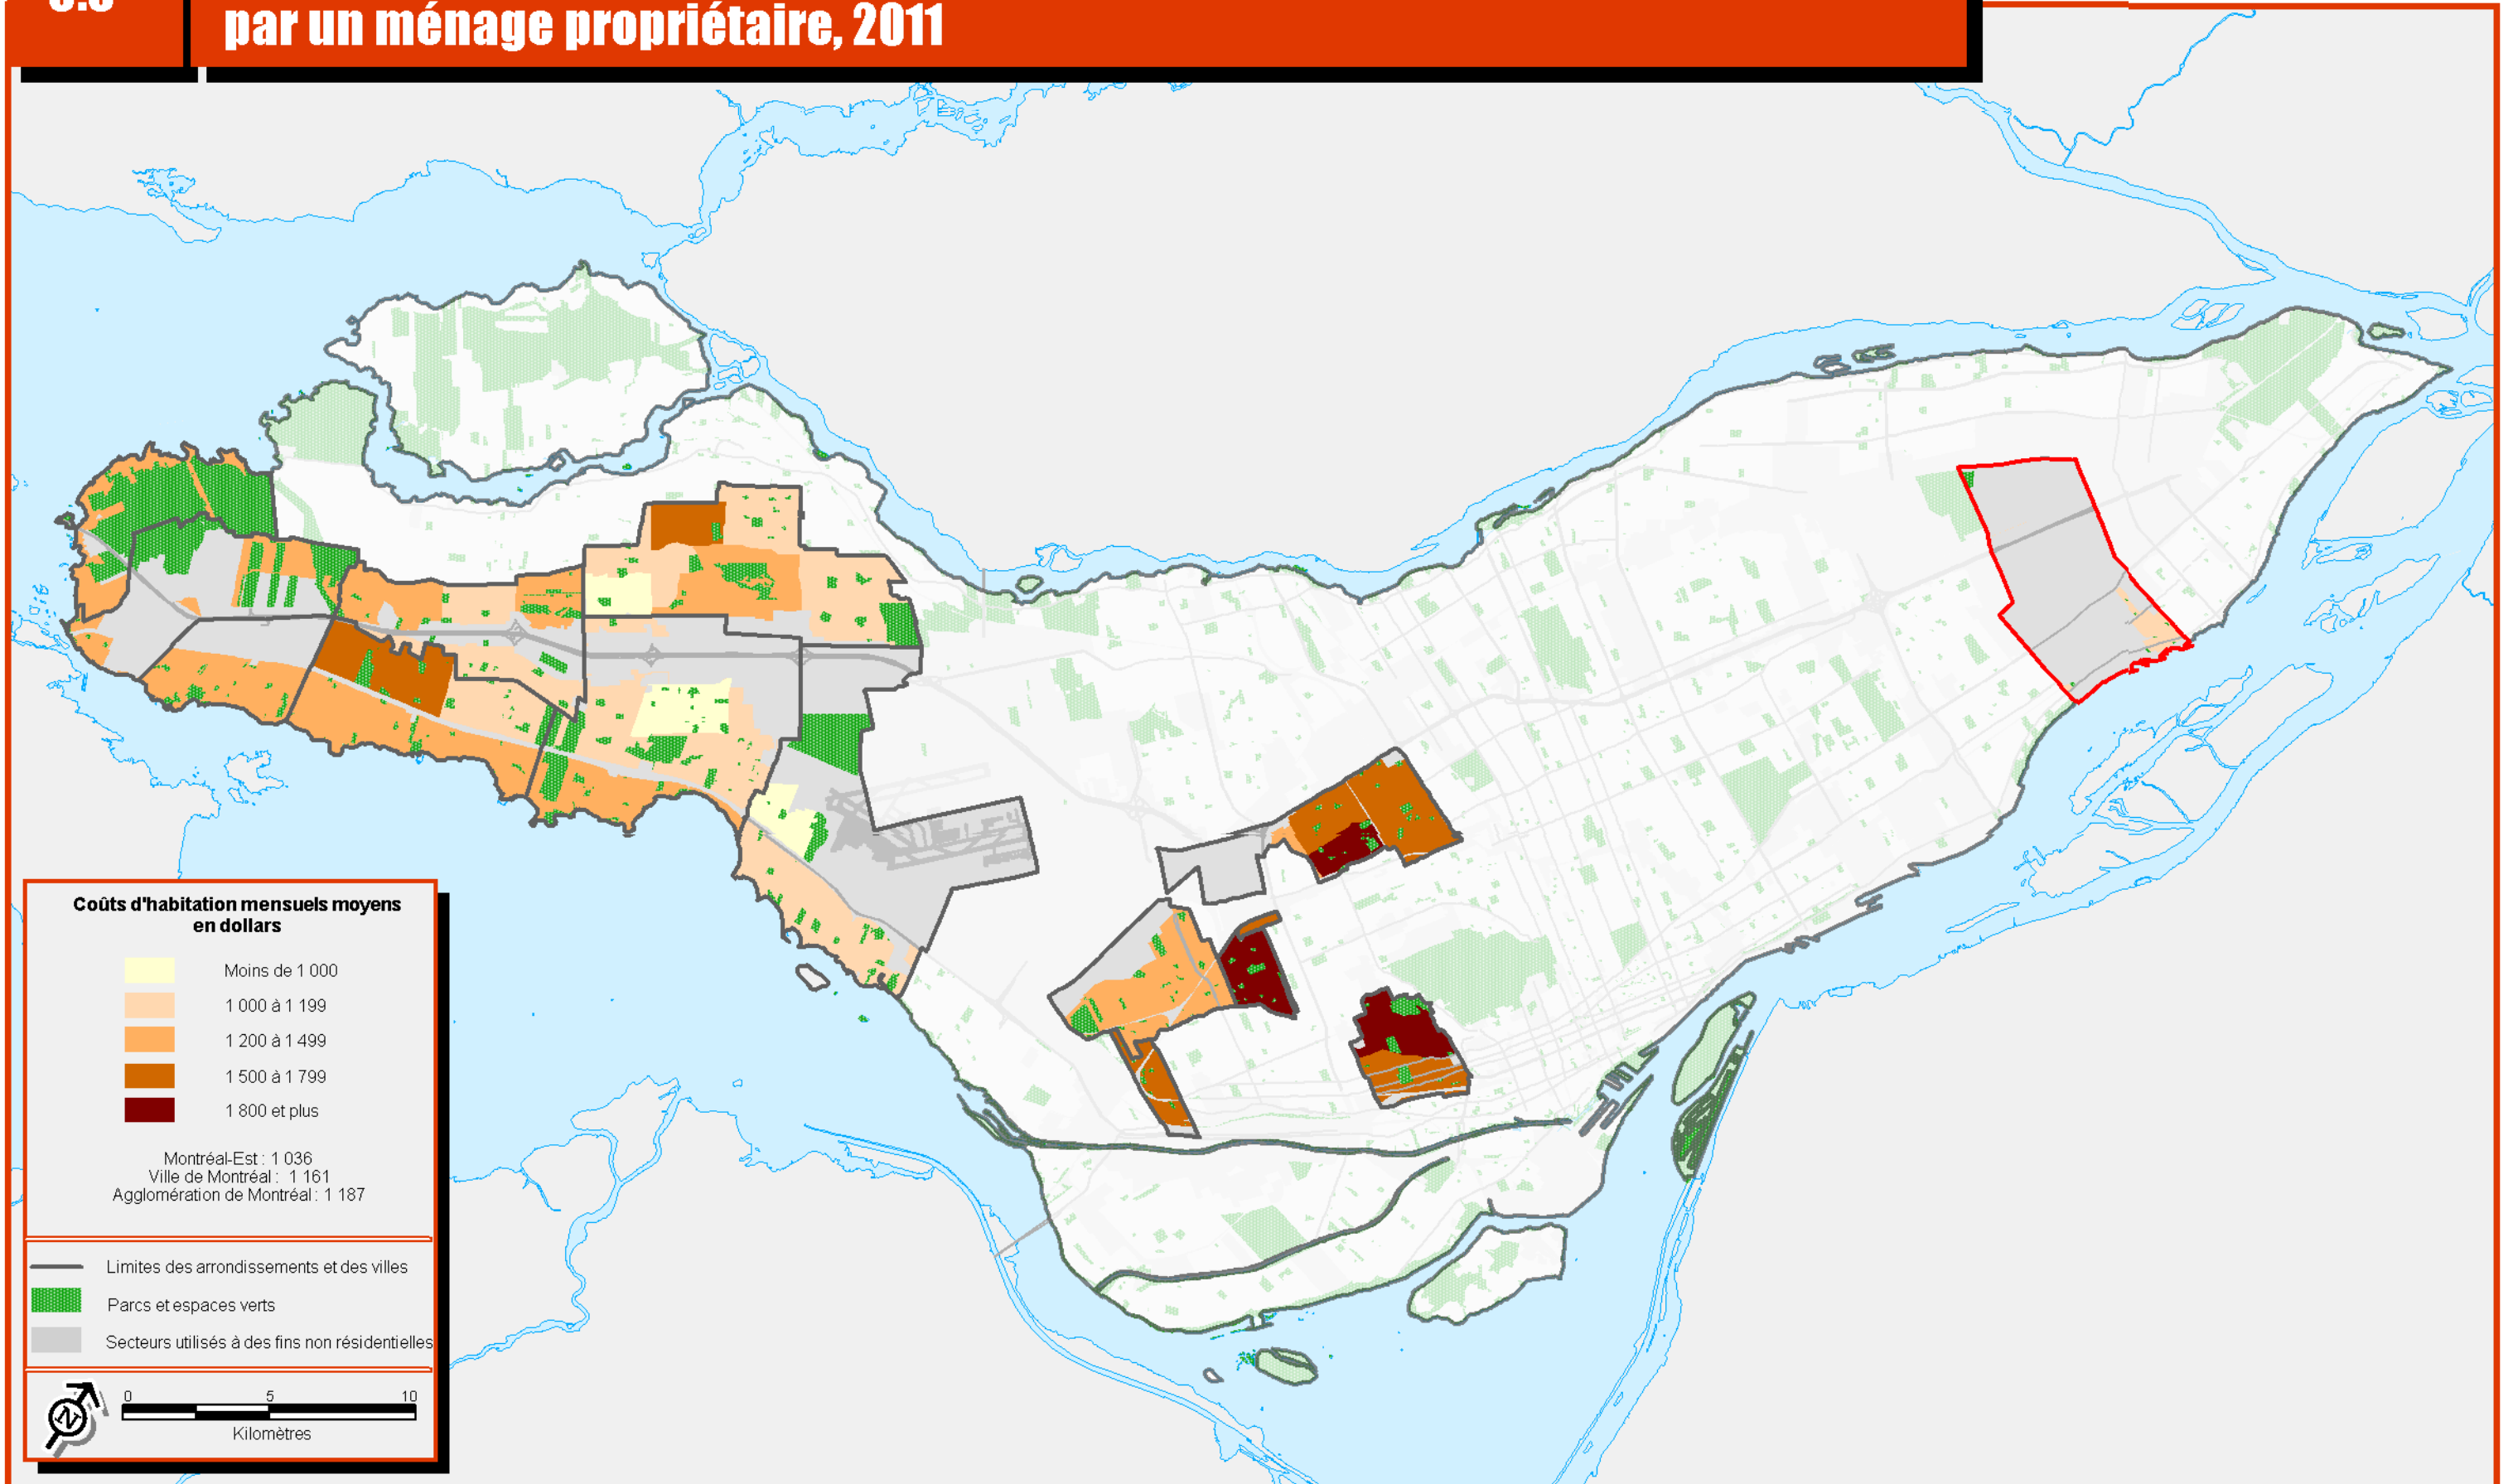 par un ménage propriétaire, 2011
Coûts d'habitation mensuels moyens
en dollars
Moins de 1 000
1 000 à 1 199
1 200 à 1 499
1 500 à 1 799
1 800 et plus
Montréal-Est : 1 036
Ville de Montréal : 1 161
Agglomération de Montréal : 1 187
Limites des arrondissements et des villes
Parcs et espaces verts
Secteurs utilisés à des fins non résidentielles
N
0 5 10
Kilomètres